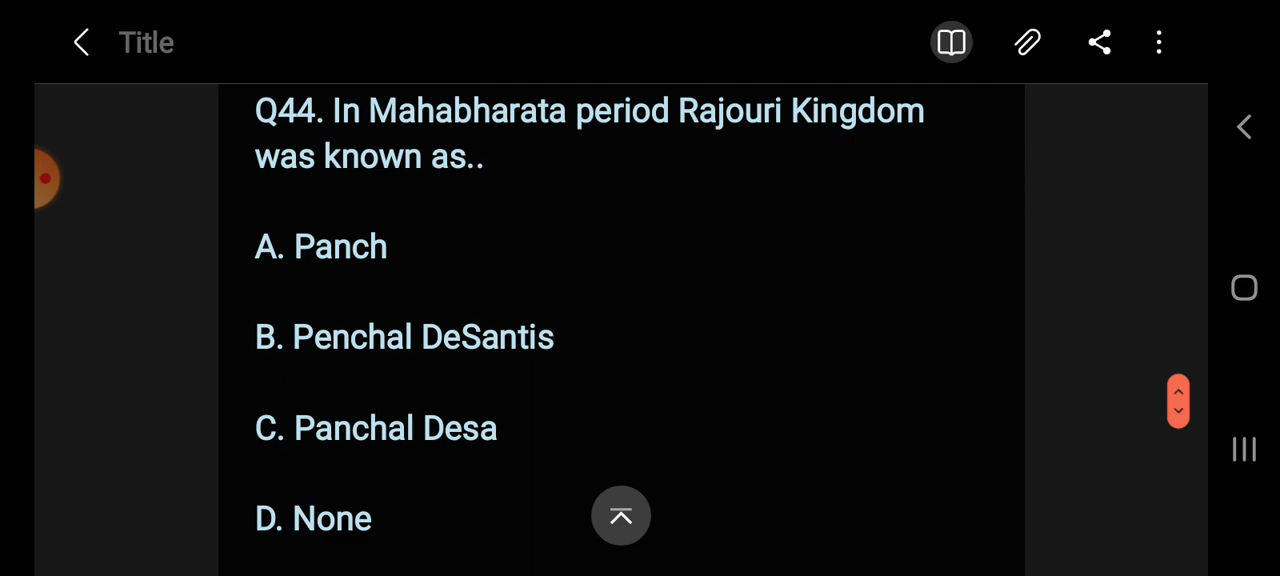 Title
Q44. In Mahabharata period Rajouri Kingdom
was known as..
A. Panch
B. Penchal DeSantis
C. Panchal Desa
D. None